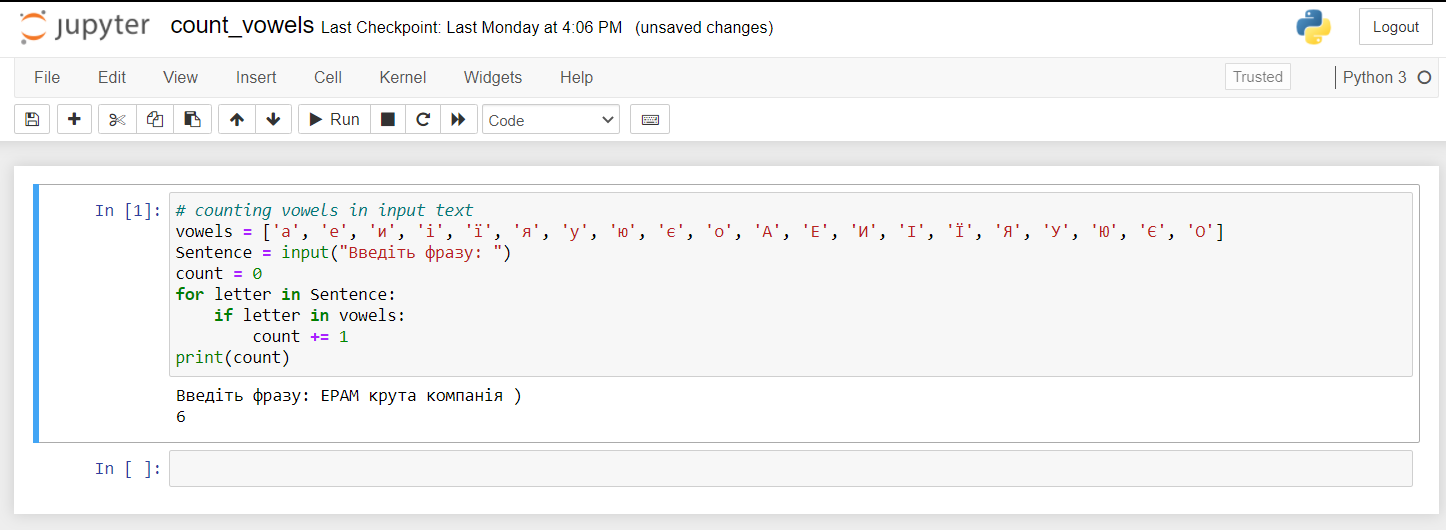 jupyter count_vowels Last Checkpoint: Last Monday at 4:06 PM (unsaved changes) Logout
File Edit View Insert Cell Kernel Widgets Help Trusted Python 3
Run Code
In [1]: # counting vowels in input text
vowels = ['а', 'е', 'и', 'і', 'ї', 'я', 'у', 'ю', 'є', 'о', 'А', 'Е', 'И', 'І', 'Ї', 'Я', 'У', 'Ю', 'Є', 'О']
Sentence = input("Введіть фразу: ")
count = 0
for letter in Sentence:
    if letter in vowels:
        count += 1
print(count)
Введіть фразу: EPAM крута компанія )
6
In [ ]: